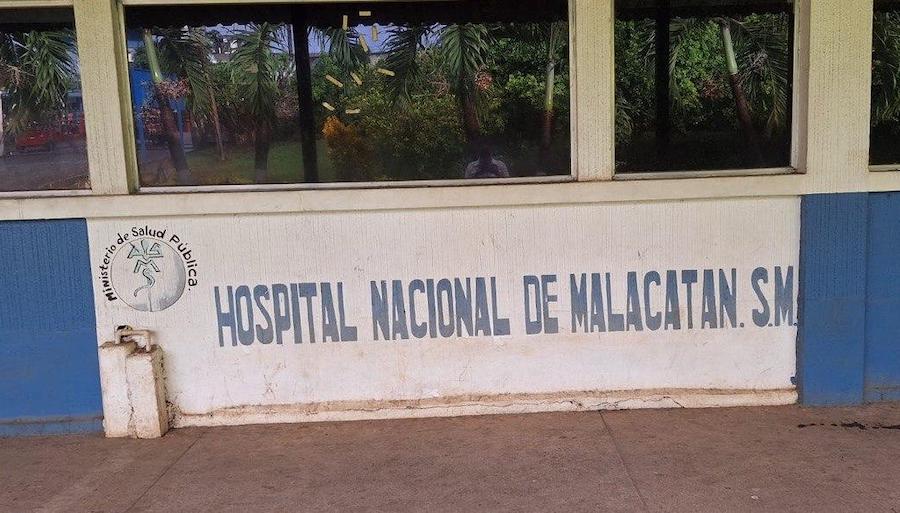 Ministerio de Salud Pública.
HOSPITAL NACIONAL DE MALACATAN. S.M.